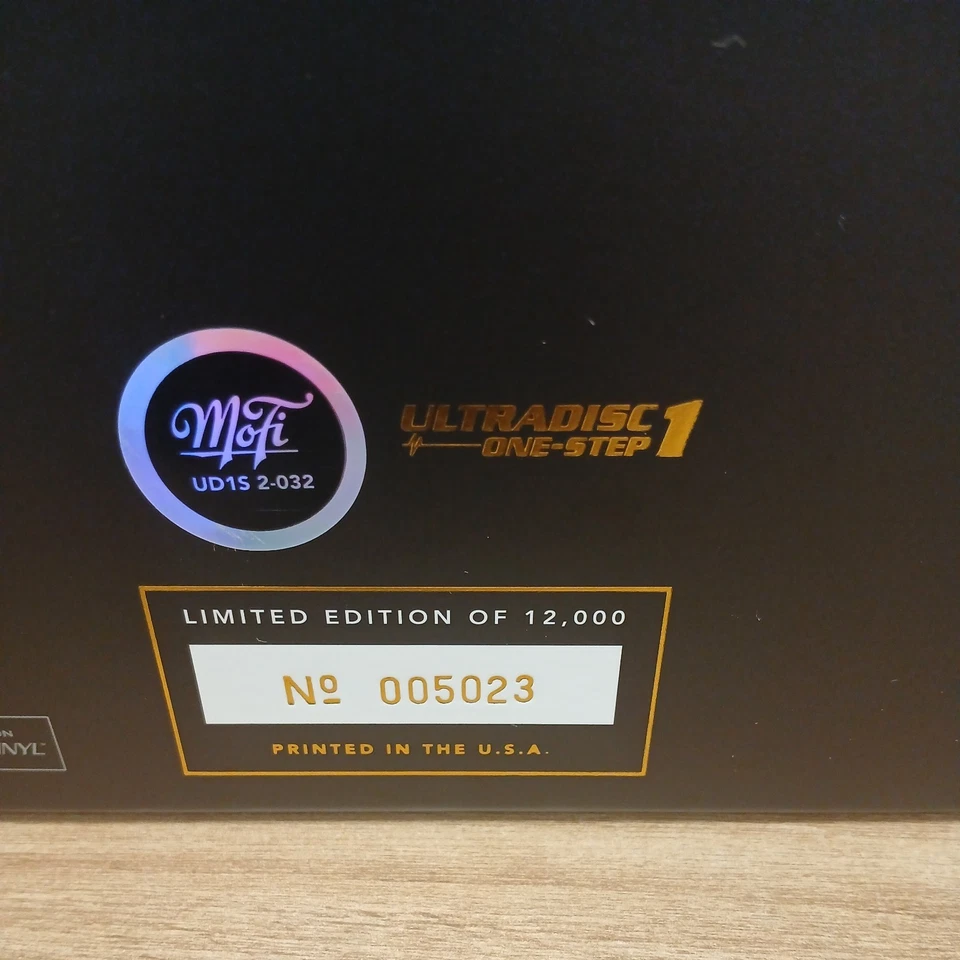 MoFi
UD1S 2-032
ULTRADISC 1
ONE-STEP
LIMITED EDITION OF 12,000
Nº 005023
PRINTED IN THE U.S.A.